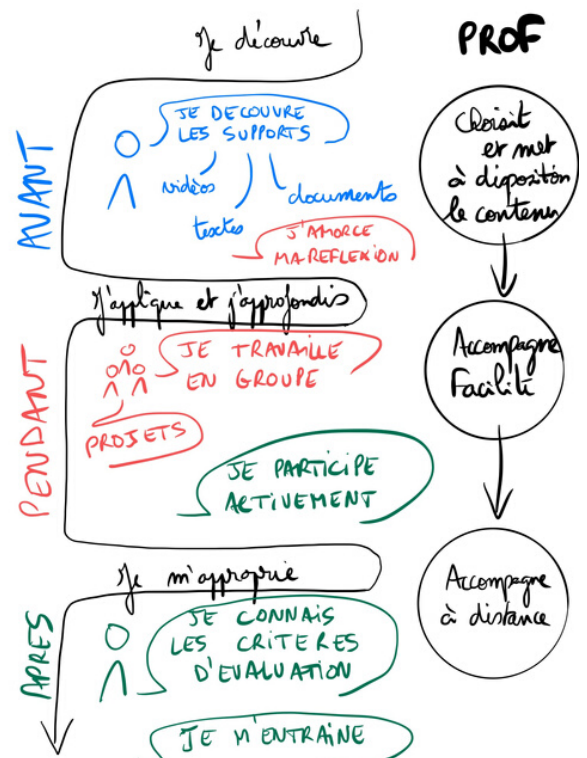 Je découvre
PROF
AVANT
JE DECOUVRE
LES SUPPORTS
vidéos
textes
documents
J'AMORCE
MA REFLEXION
Choisit
et met
à disposition
le contenu
J'applique et j'approfondis
PENDANT
JE TRAVAILLE
EN GROUPE
PROJETS
JE PARTICIPE
ACTIVEMENT
Accompagne
Facilite
Je m'approprie
APRES
JE CONNAIS
LES CRITERES
D'EVALUATION
JE M'ENTRAÎNE
Accompagne
à distance